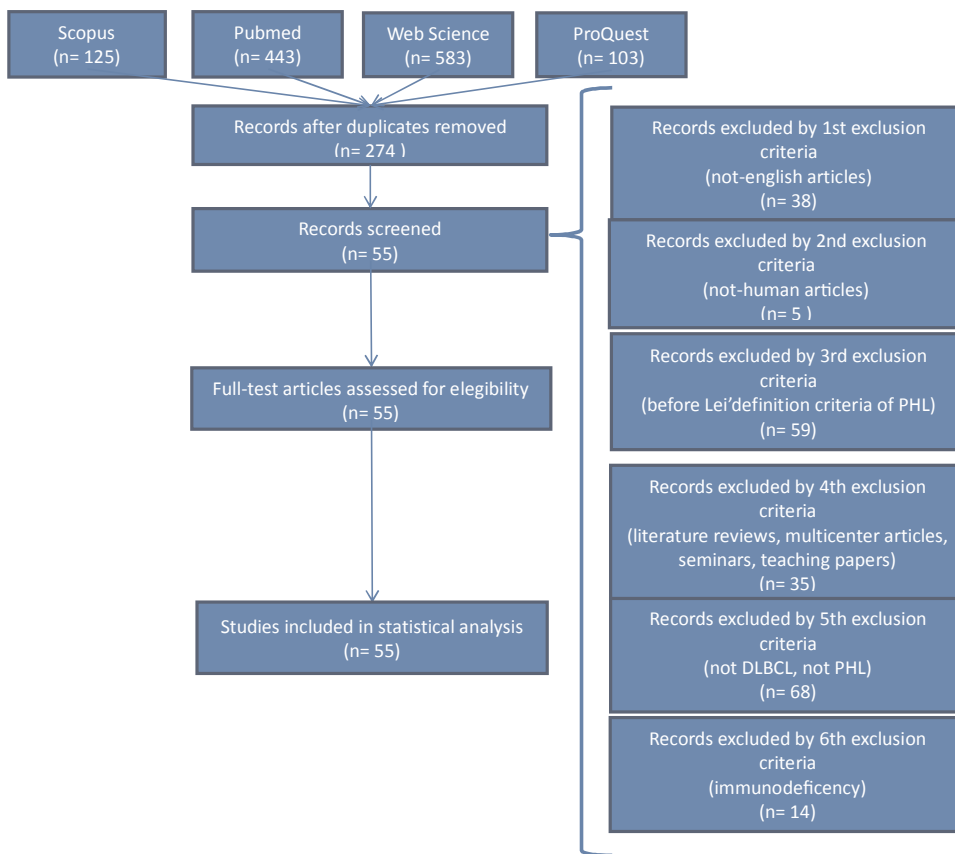 Scopus
(n= 125)
Pubmed
(n= 443)
Web Science
(n= 583)
ProQuest
(n= 103)
Records after duplicates removed
(n= 274 )
Records screened
(n= 55)
Full-test articles assessed for elegibility
(n= 55)
Studies included in statistical analysis
(n= 55)
Records excluded by 1st exclusion
criteria
(not-english articles)
(n= 38)
Records excluded by 2nd exclusion
criteria
(not-human articles)
(n= 5 )
Records excluded by 3rd exclusion
criteria
(before Lei’definition criteria of PHL)
(n= 59)
Records excluded by 4th exclusion
criteria
(literature reviews, multicenter articles,
seminars, teaching papers)
(n= 35)
Records excluded by 5th exclusion
criteria
(not DLBCL, not PHL)
(n= 68)
Records excluded by 6th exclusion
criteria
(immunodeficency)
(n= 14)